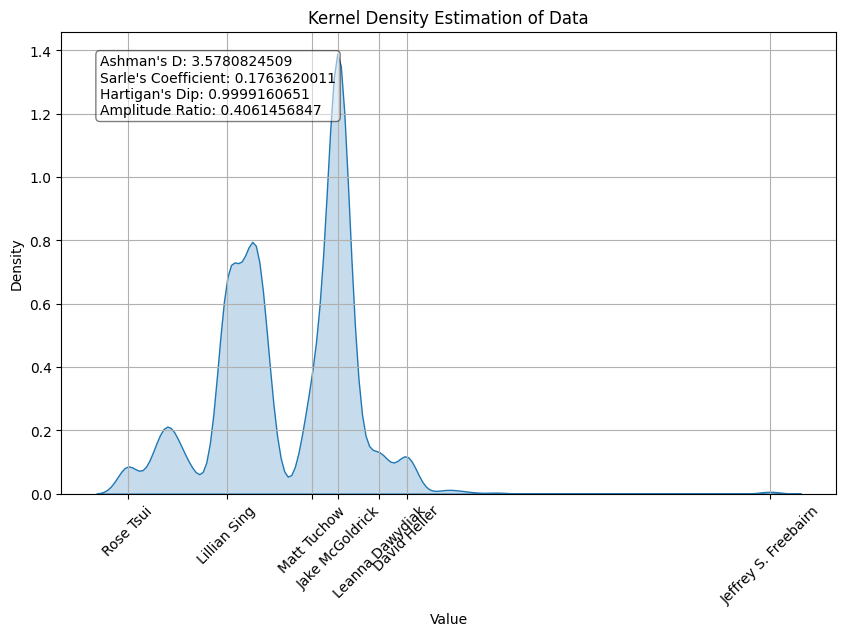 Kernel Density Estimation of Data
1.4
1.2
1.0
0.8
0.6
0.4
0.2
0.0
Density
Ashman's D: 3.5780824509
Sarle's Coefficient: 0.1763620011
Hartigan's Dip: 0.9999160651
Amplitude Ratio: 0.4061456847
Rose Tsui
Lillian Sing
Matt Tuchow
Jake McGoldrick
Leanna Dawydiak
David Heller
Jeffrey S. Freebairn
Value